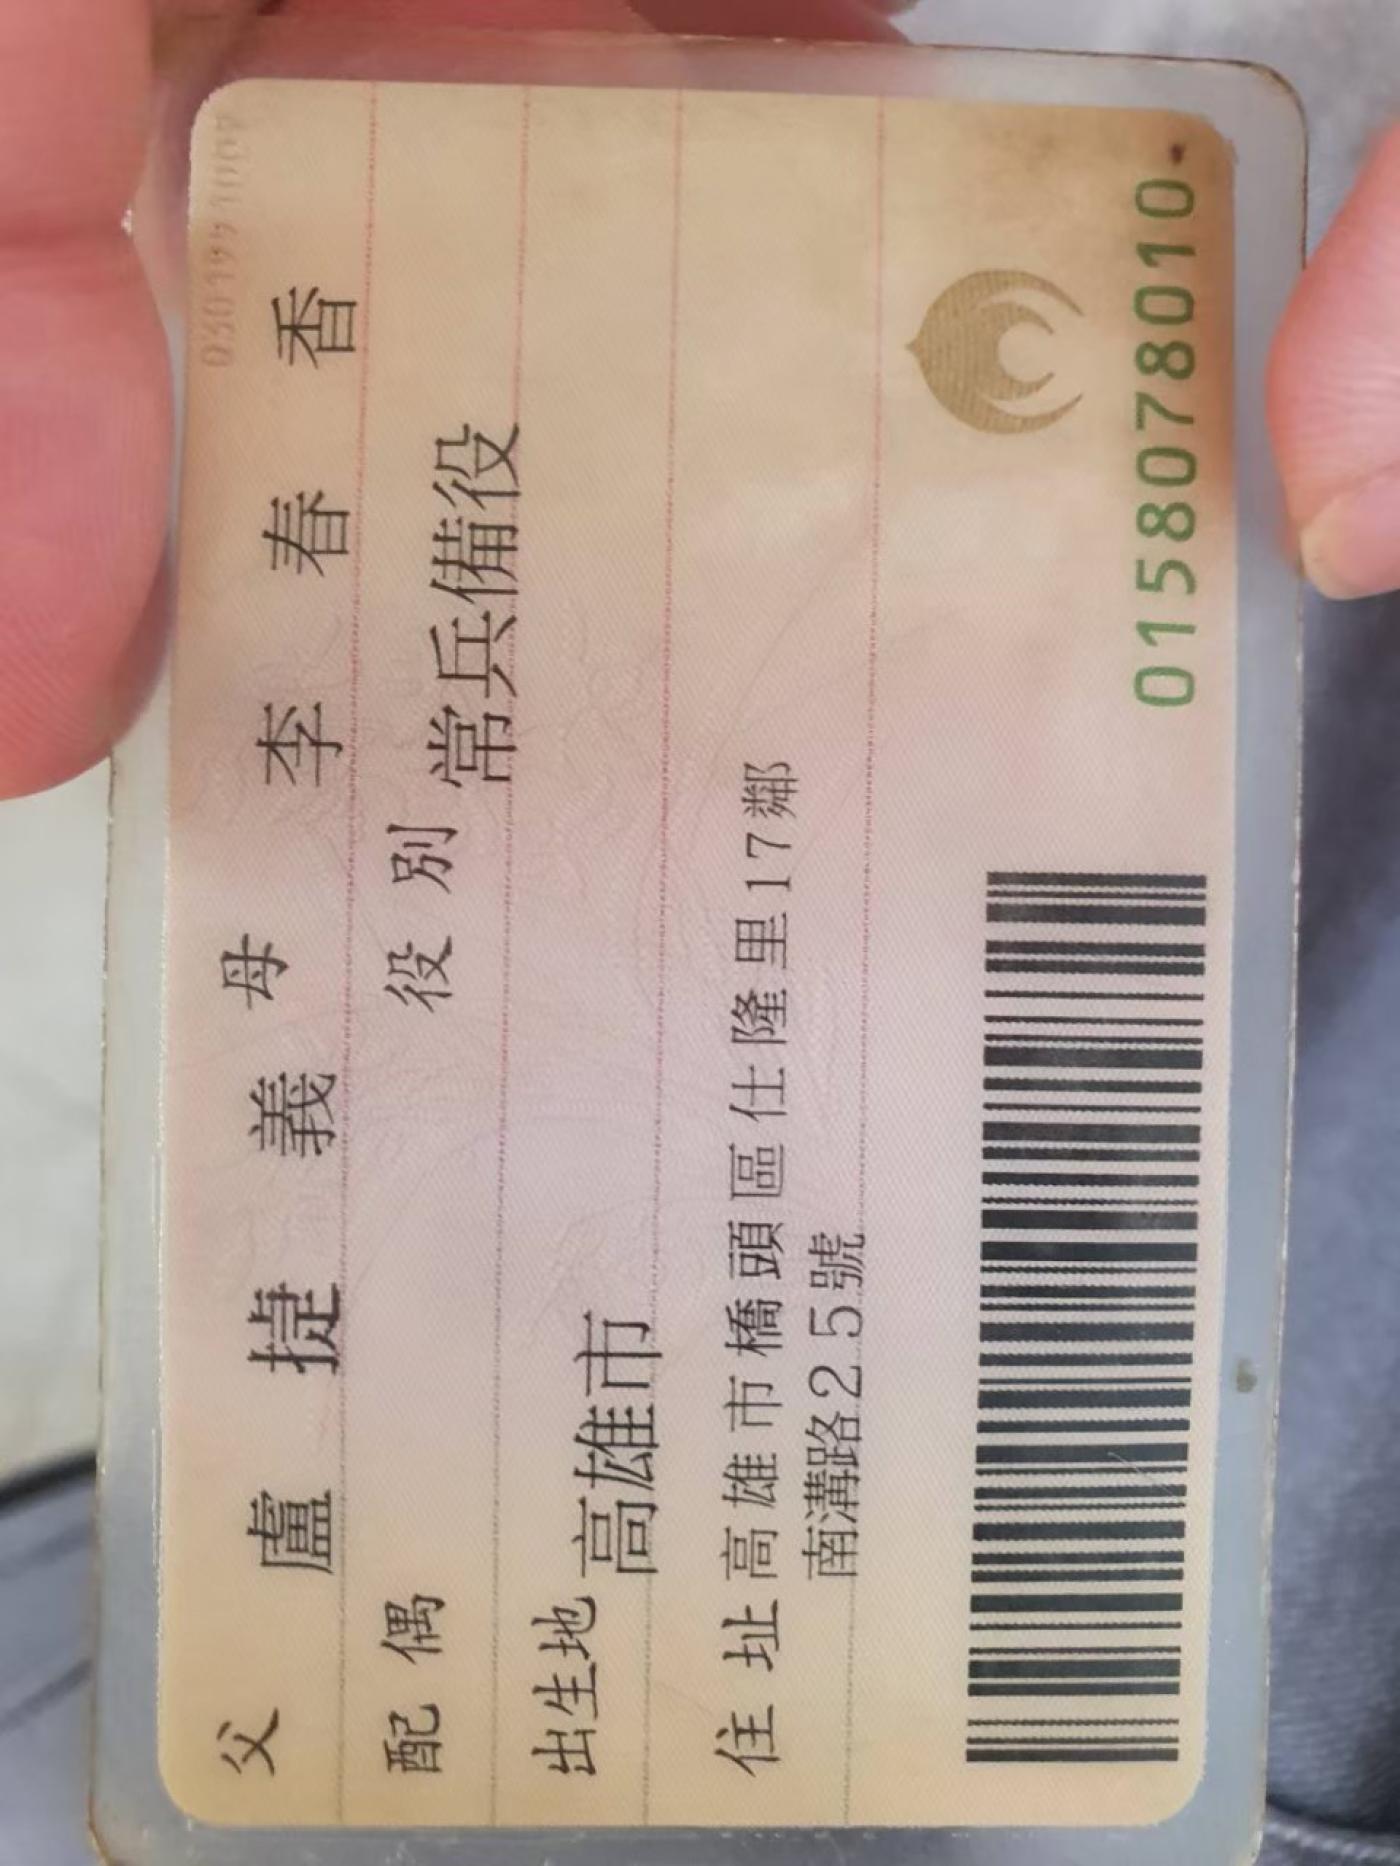 父 盧捷義 母 李春香
配偶 役別 常兵備役
出生地 高雄市
住址 高雄市橋頭區仕隆里17鄰
南溝路25號
0158078010